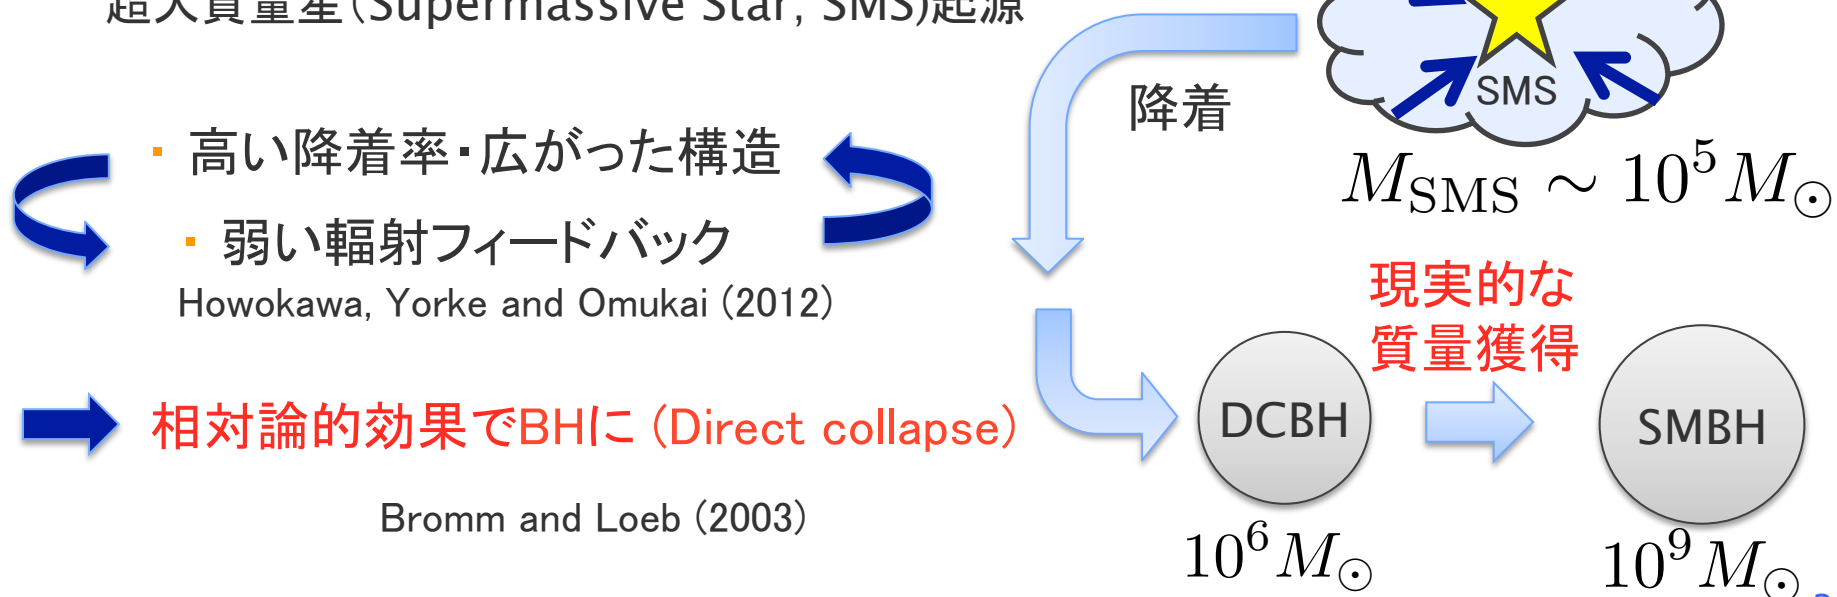 超大質量星(Supermassive Star, SMS)起源
・高い降着率・広がった構造
・弱い輻射フィードバック
Howokawa, Yorke and Omukai (2012)
相対論的効果でBHに (Direct collapse)
Bromm and Loeb (2003)
降着
SMS
M_SMS ∼ 10^5 M_⊙
現実的な
質量獲得
DCBH
SMBH
10^6 M_⊙
10^9 M_⊙